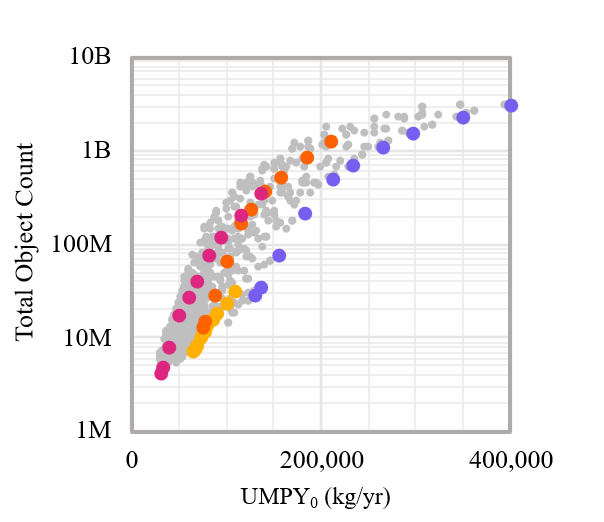 10B
1B
100M
10M
1M
Total Object Count
0
200,000
400,000
UMPY₀ (kg/yr)